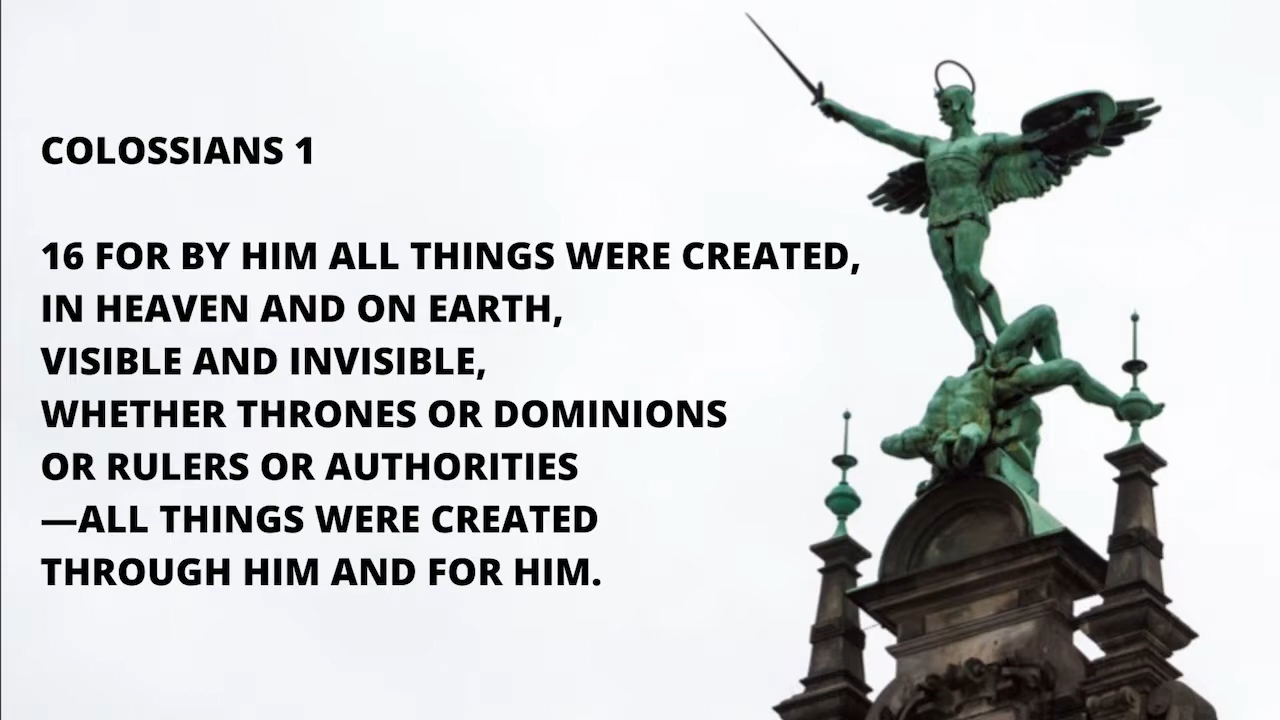 COLOSSIANS 1
16 FOR BY HIM ALL THINGS WERE CREATED,
IN HEAVEN AND ON EARTH,
VISIBLE AND INVISIBLE,
WHETHER THRONES OR DOMINIONS
OR RULERS OR AUTHORITIES
—ALL THINGS WERE CREATED
THROUGH HIM AND FOR HIM.